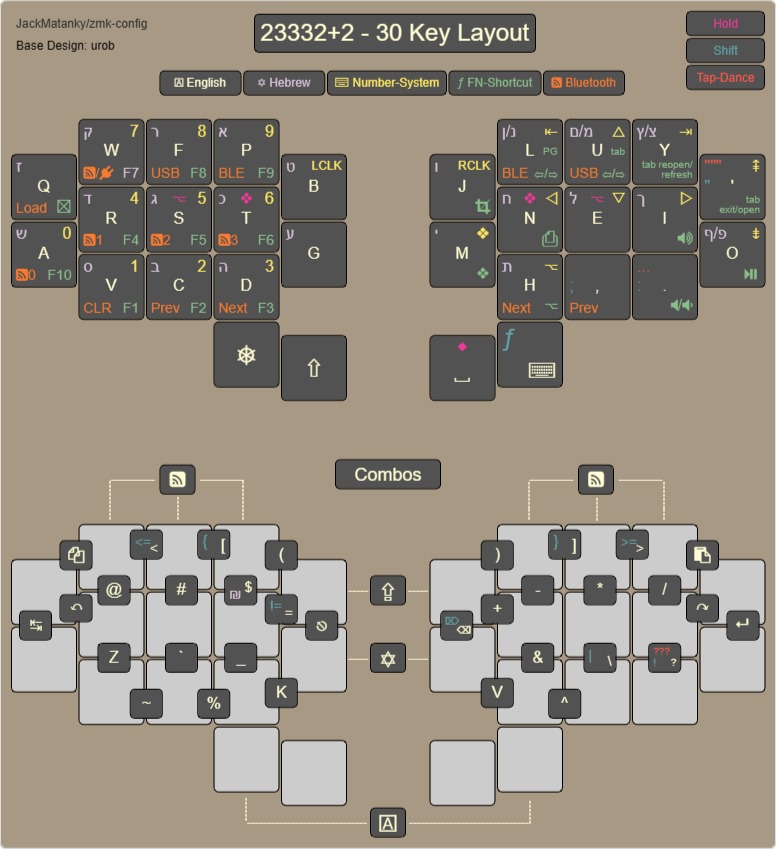 JackMatanky/zmk-config
Base Design: urob
23332+2 - 30 Key Layout
Hold
Shift
Tap-Dance
A English
✡ Hebrew
Number-System
ƒ FN-Shortcut
Bluetooth
ז
Q
Load
ק 7
W
/ F7
ר 8
F
USB F8
א 9
P
BLE F9
ט LCLK
B
ו RCLK
J
נ/ן
L PG
BLE
מ/ם
U tab
USB
צ/ץ
Y
tab reopen/
refresh
"""
" '
tab
exit/open
ש 0
A
0 F10
ד 4
R
1 F4
ג 5
S
2 F5
כ 6
T
3 F6
ע
G
י
M
ח
N
ל
E
ך
I
פ/ף
O
ס 1
V
CLR F1
ב 2
C
Prev F2
ה 3
D
Next F3
ת
H
Next
; ,
Prev
...
: .
ƒ
Combos
<= <
{ [
(
)
} ]
>= >
@
#
₪ $
!= =
+
-
*
/
Z
`
_
K
V
&
| \
???
! ?
~
%
^
A